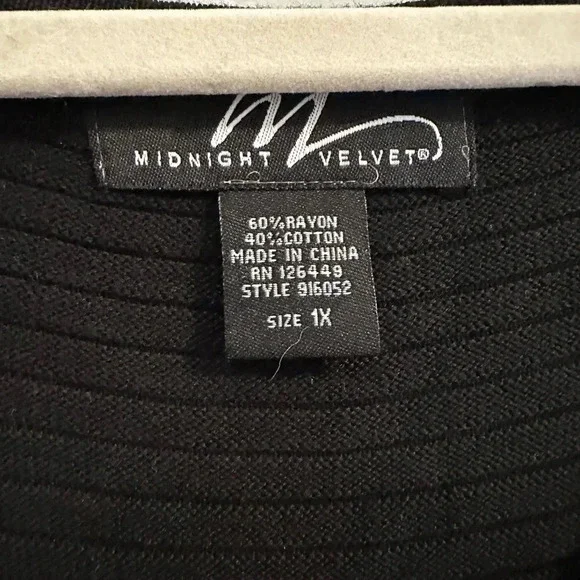 M
MIDNIGHT VELVET®
60%RAYON
40%COTTON
MADE IN CHINA
RN 126449
STYLE 916052
SIZE 1X